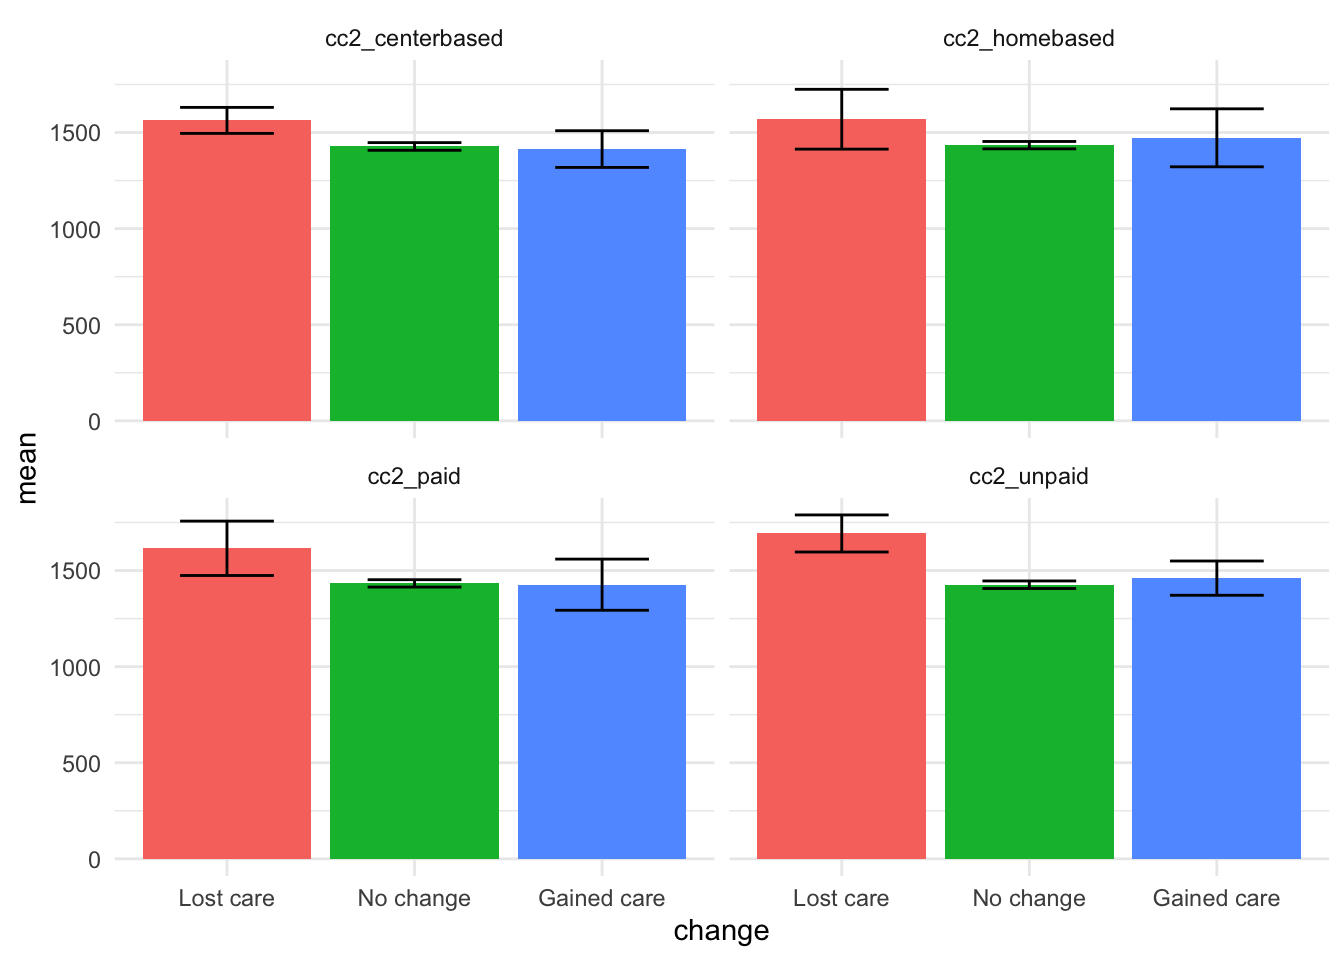 cc2_centerbased
cc2_homebased
1500
1000
500
0
cc2_paid
cc2_unpaid
1500
1000
500
0
Lost care
No change
Gained care
Lost care
No change
Gained care
change
mean